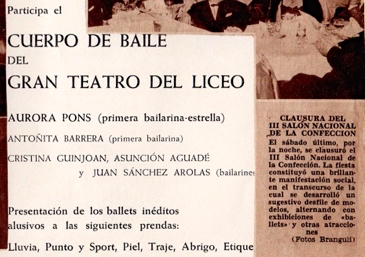 Participa el
CUERPO DE BAILE
DEL
GRAN TEATRO DEL LICEO
AURORA PONS (primera bailarina-estrella)
ANTOÑITA BARRERA (primera bailarina)
CRISTINA GUINJOAN, ASUNCIÓN AGUADÉ
y JUAN SÁNCHEZ AROLAS (bailarines
Presentación de los ballets inéditos
alusivos a las siguientes prendas:
Lluvia, Punto y Sport, Piel, Traje, Abrigo, Etique
CLAUSURA DEL
III SALÓN NACIONAL
DE LA CONFECCION
El sábado último, por
la noche, se clausuró el
III Salón Nacional de
la Confección. La fiesta
constituyó una brillan-
te manifestación social,
en el transcurso de la
cual se desarrolló un
sugestivo desfile de mo-
delos, alternando con
exhibiciones de «ba-
llets» y otras atraccio-
nes
(Fotos Branguli)